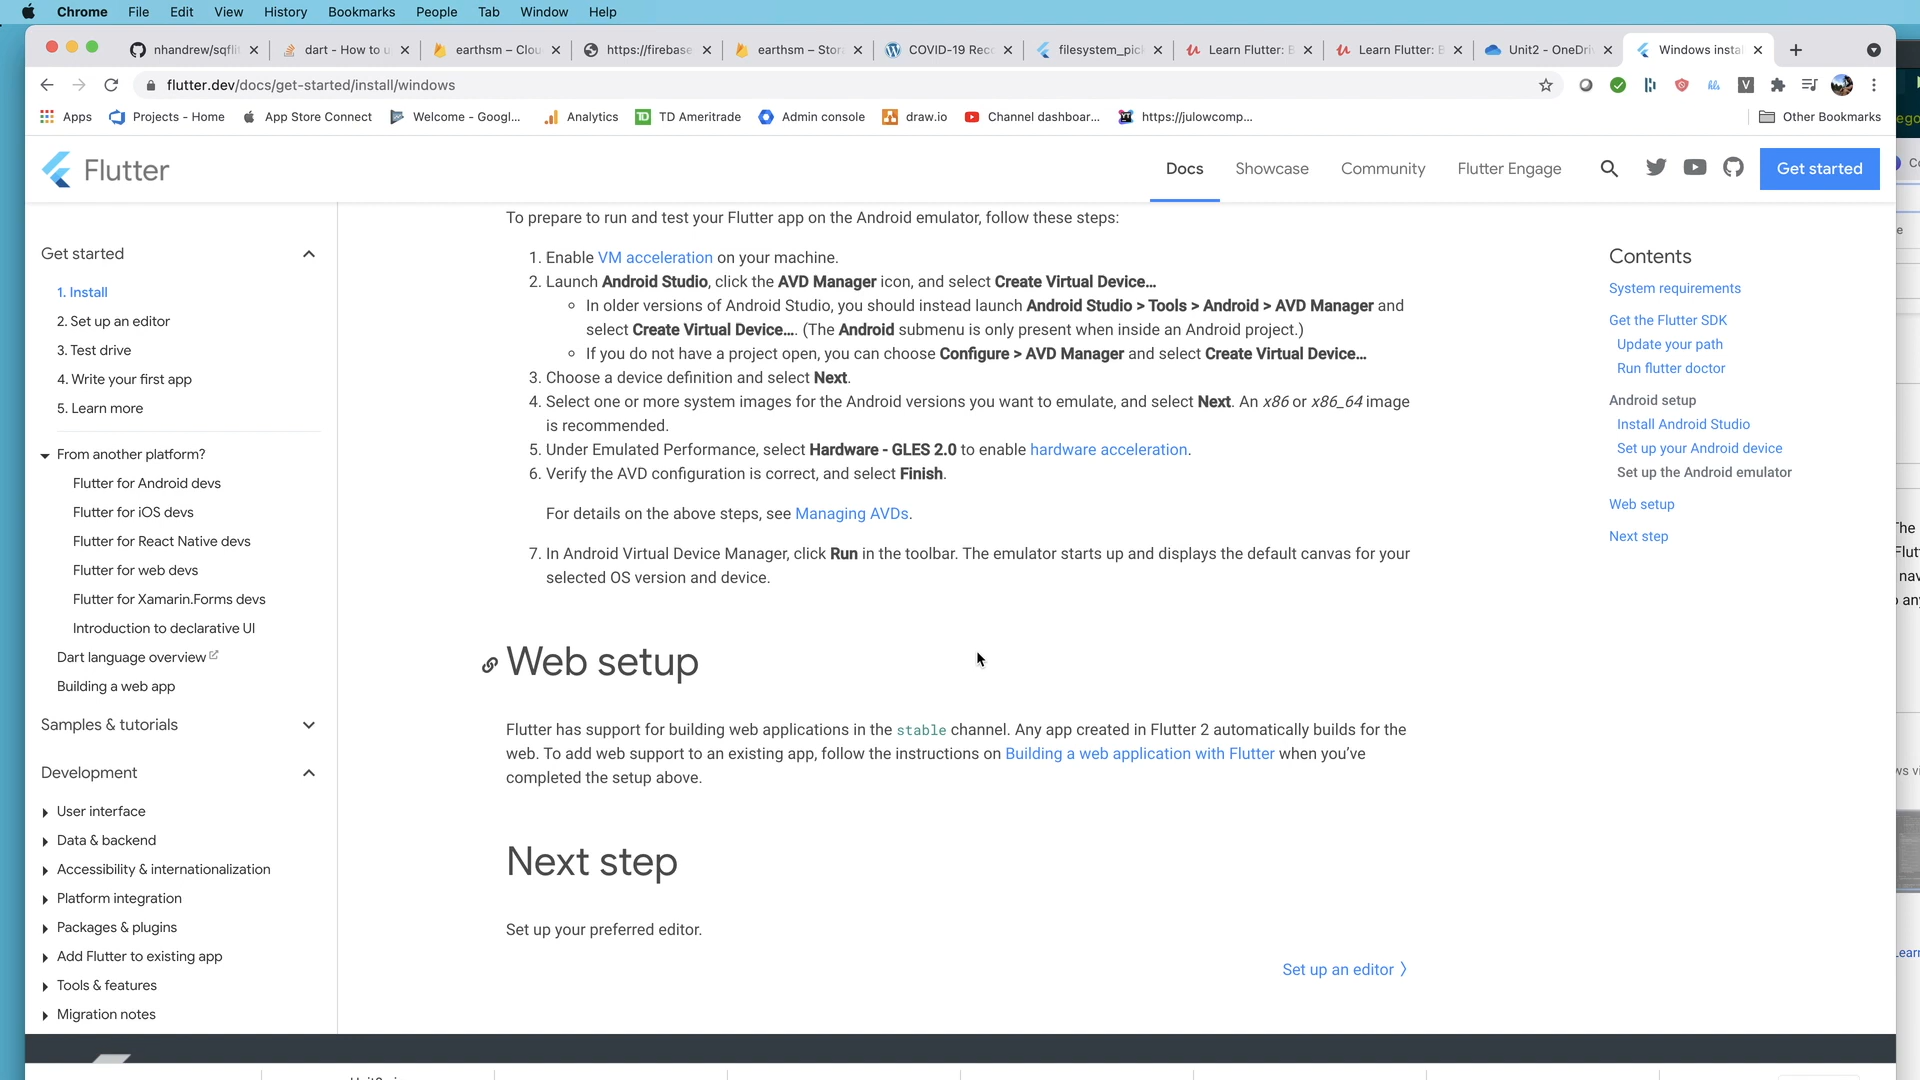 Chrome File Edit View History Bookmarks People Tab Window Help
nhandrew/sqfli
dart - How to u
earthsm – Clou
https://firebase
earthsm – Stor
COVID-19 Rec
filesystem_pick
Learn Flutter: B
Learn Flutter: B
Unit2 - OneDri
Windows instal
flutter.dev/docs/get-started/install/windows
Apps
Projects - Home
App Store Connect
Welcome - Googl...
Analytics
TD Ameritrade
Admin console
draw.io
Channel dashboar...
https://julowcomp...
Other Bookmarks
Flutter
Docs Showcase Community Flutter Engage
Get started
Get started
1. Install
2. Set up an editor
3. Test drive
4. Write your first app
5. Learn more
From another platform?
Flutter for Android devs
Flutter for iOS devs
Flutter for React Native devs
Flutter for web devs
Flutter for Xamarin.Forms devs
Introduction to declarative UI
Dart language overview
Building a web app
Samples & tutorials
Development
User interface
Data & backend
Accessibility & internationalization
Platform integration
Packages & plugins
Add Flutter to existing app
Tools & features
Migration notes
To prepare to run and test your Flutter app on the Android emulator, follow these steps:
1. Enable VM acceleration on your machine.
2. Launch Android Studio, click the AVD Manager icon, and select Create Virtual Device…
In older versions of Android Studio, you should instead launch Android Studio > Tools > Android > AVD Manager and
select Create Virtual Device…. (The Android submenu is only present when inside an Android project.)
If you do not have a project open, you can choose Configure > AVD Manager and select Create Virtual Device…
3. Choose a device definition and select Next.
4. Select one or more system images for the Android versions you want to emulate, and select Next. An x86 or x86_64 image
is recommended.
5. Under Emulated Performance, select Hardware - GLES 2.0 to enable hardware acceleration.
6. Verify the AVD configuration is correct, and select Finish.
For details on the above steps, see Managing AVDs.
7. In Android Virtual Device Manager, click Run in the toolbar. The emulator starts up and displays the default canvas for your
selected OS version and device.
Web setup
Flutter has support for building web applications in the stable channel. Any app created in Flutter 2 automatically builds for the
web. To add web support to an existing app, follow the instructions on Building a web application with Flutter when you’ve
completed the setup above.
Next step
Set up your preferred editor.
Set up an editor
Contents
System requirements
Get the Flutter SDK
Update your path
Run flutter doctor
Android setup
Install Android Studio
Set up your Android device
Set up the Android emulator
Web setup
Next step